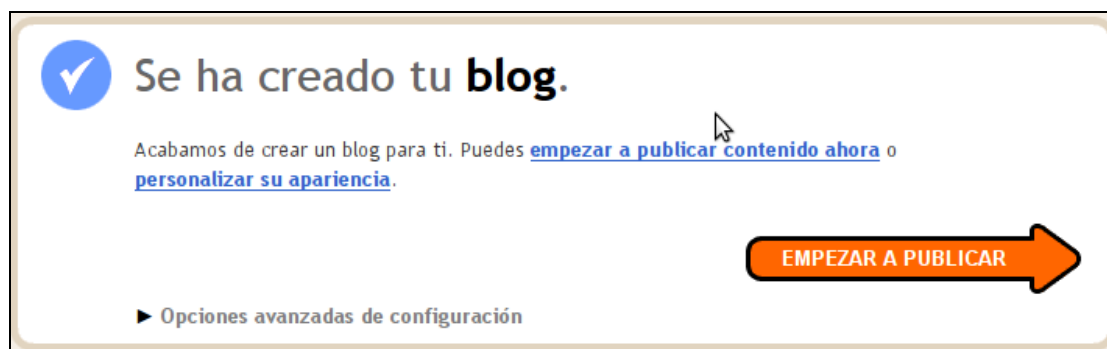 Se ha creado tu blog.
Acabamos de crear un blog para ti. Puedes empezar a publicar contenido ahora o
personalizar su apariencia.
EMPEZAR A PUBLICAR
► Opciones avanzadas de configuración